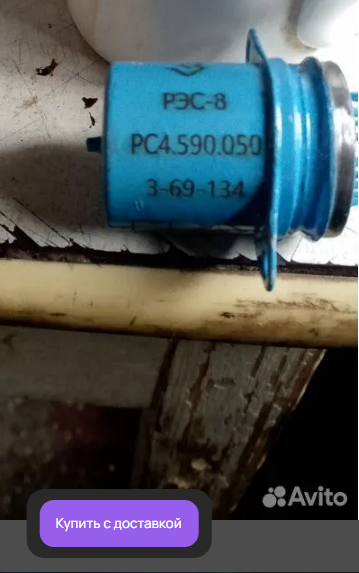 РЭС-8
РС4.590.050
3-69-134
Avito
Купить с доставкой